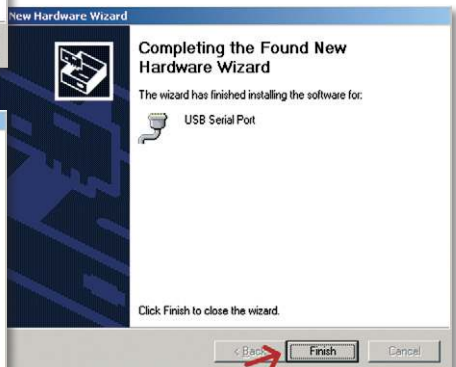 New Hardware Wizard
Completing the Found New
Hardware Wizard
The wizard has finished installing the software for:
USB Serial Port
Click Finish to close the wizard.
< Back
Finish
Cancel